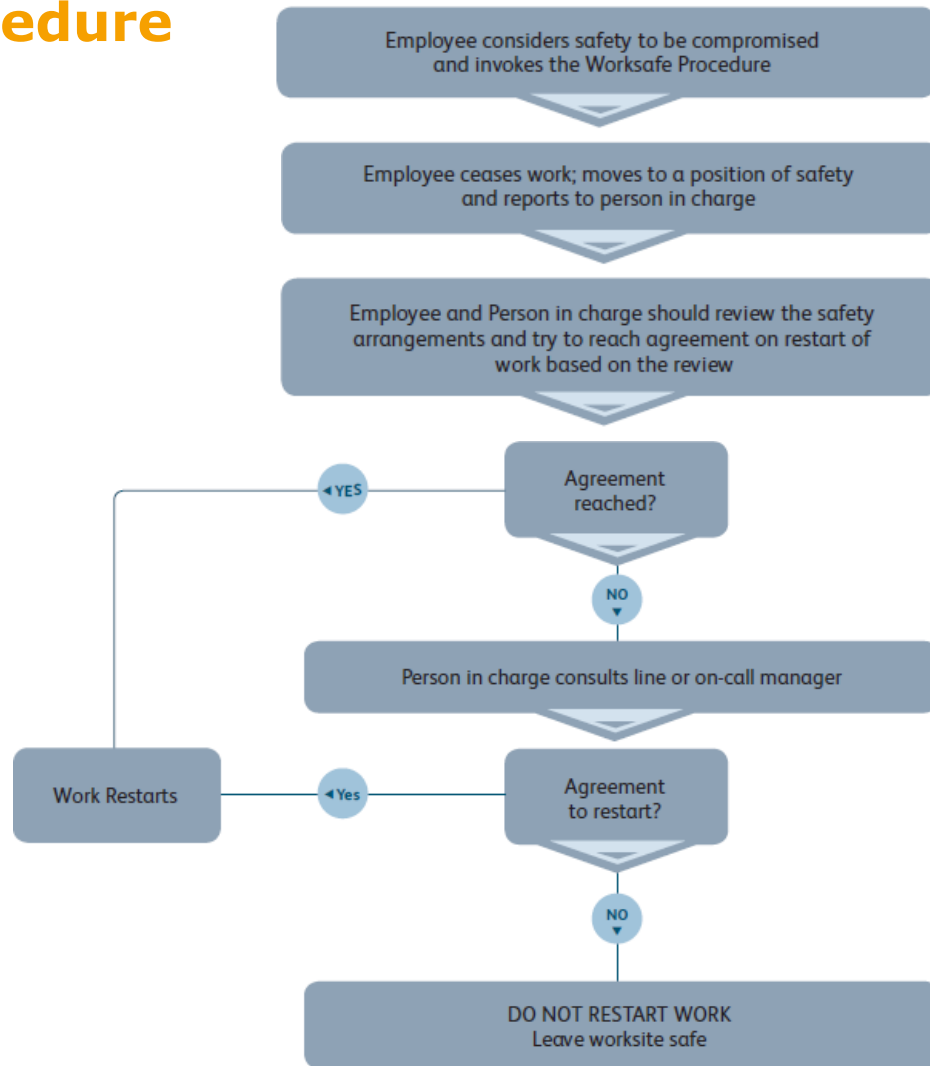 edure
Employee considers safety to be compromised
and invokes the Worksafe Procedure
Employee ceases work; moves to a position of safety
and reports to person in charge
Employee and Person in charge should review the safety
arrangements and try to reach agreement on restart of
work based on the review
Agreement
reached?
YES
NO
Person in charge consults line or on-call manager
Agreement
to restart?
Yes
Work Restarts
NO
DO NOT RESTART WORK
Leave worksite safe